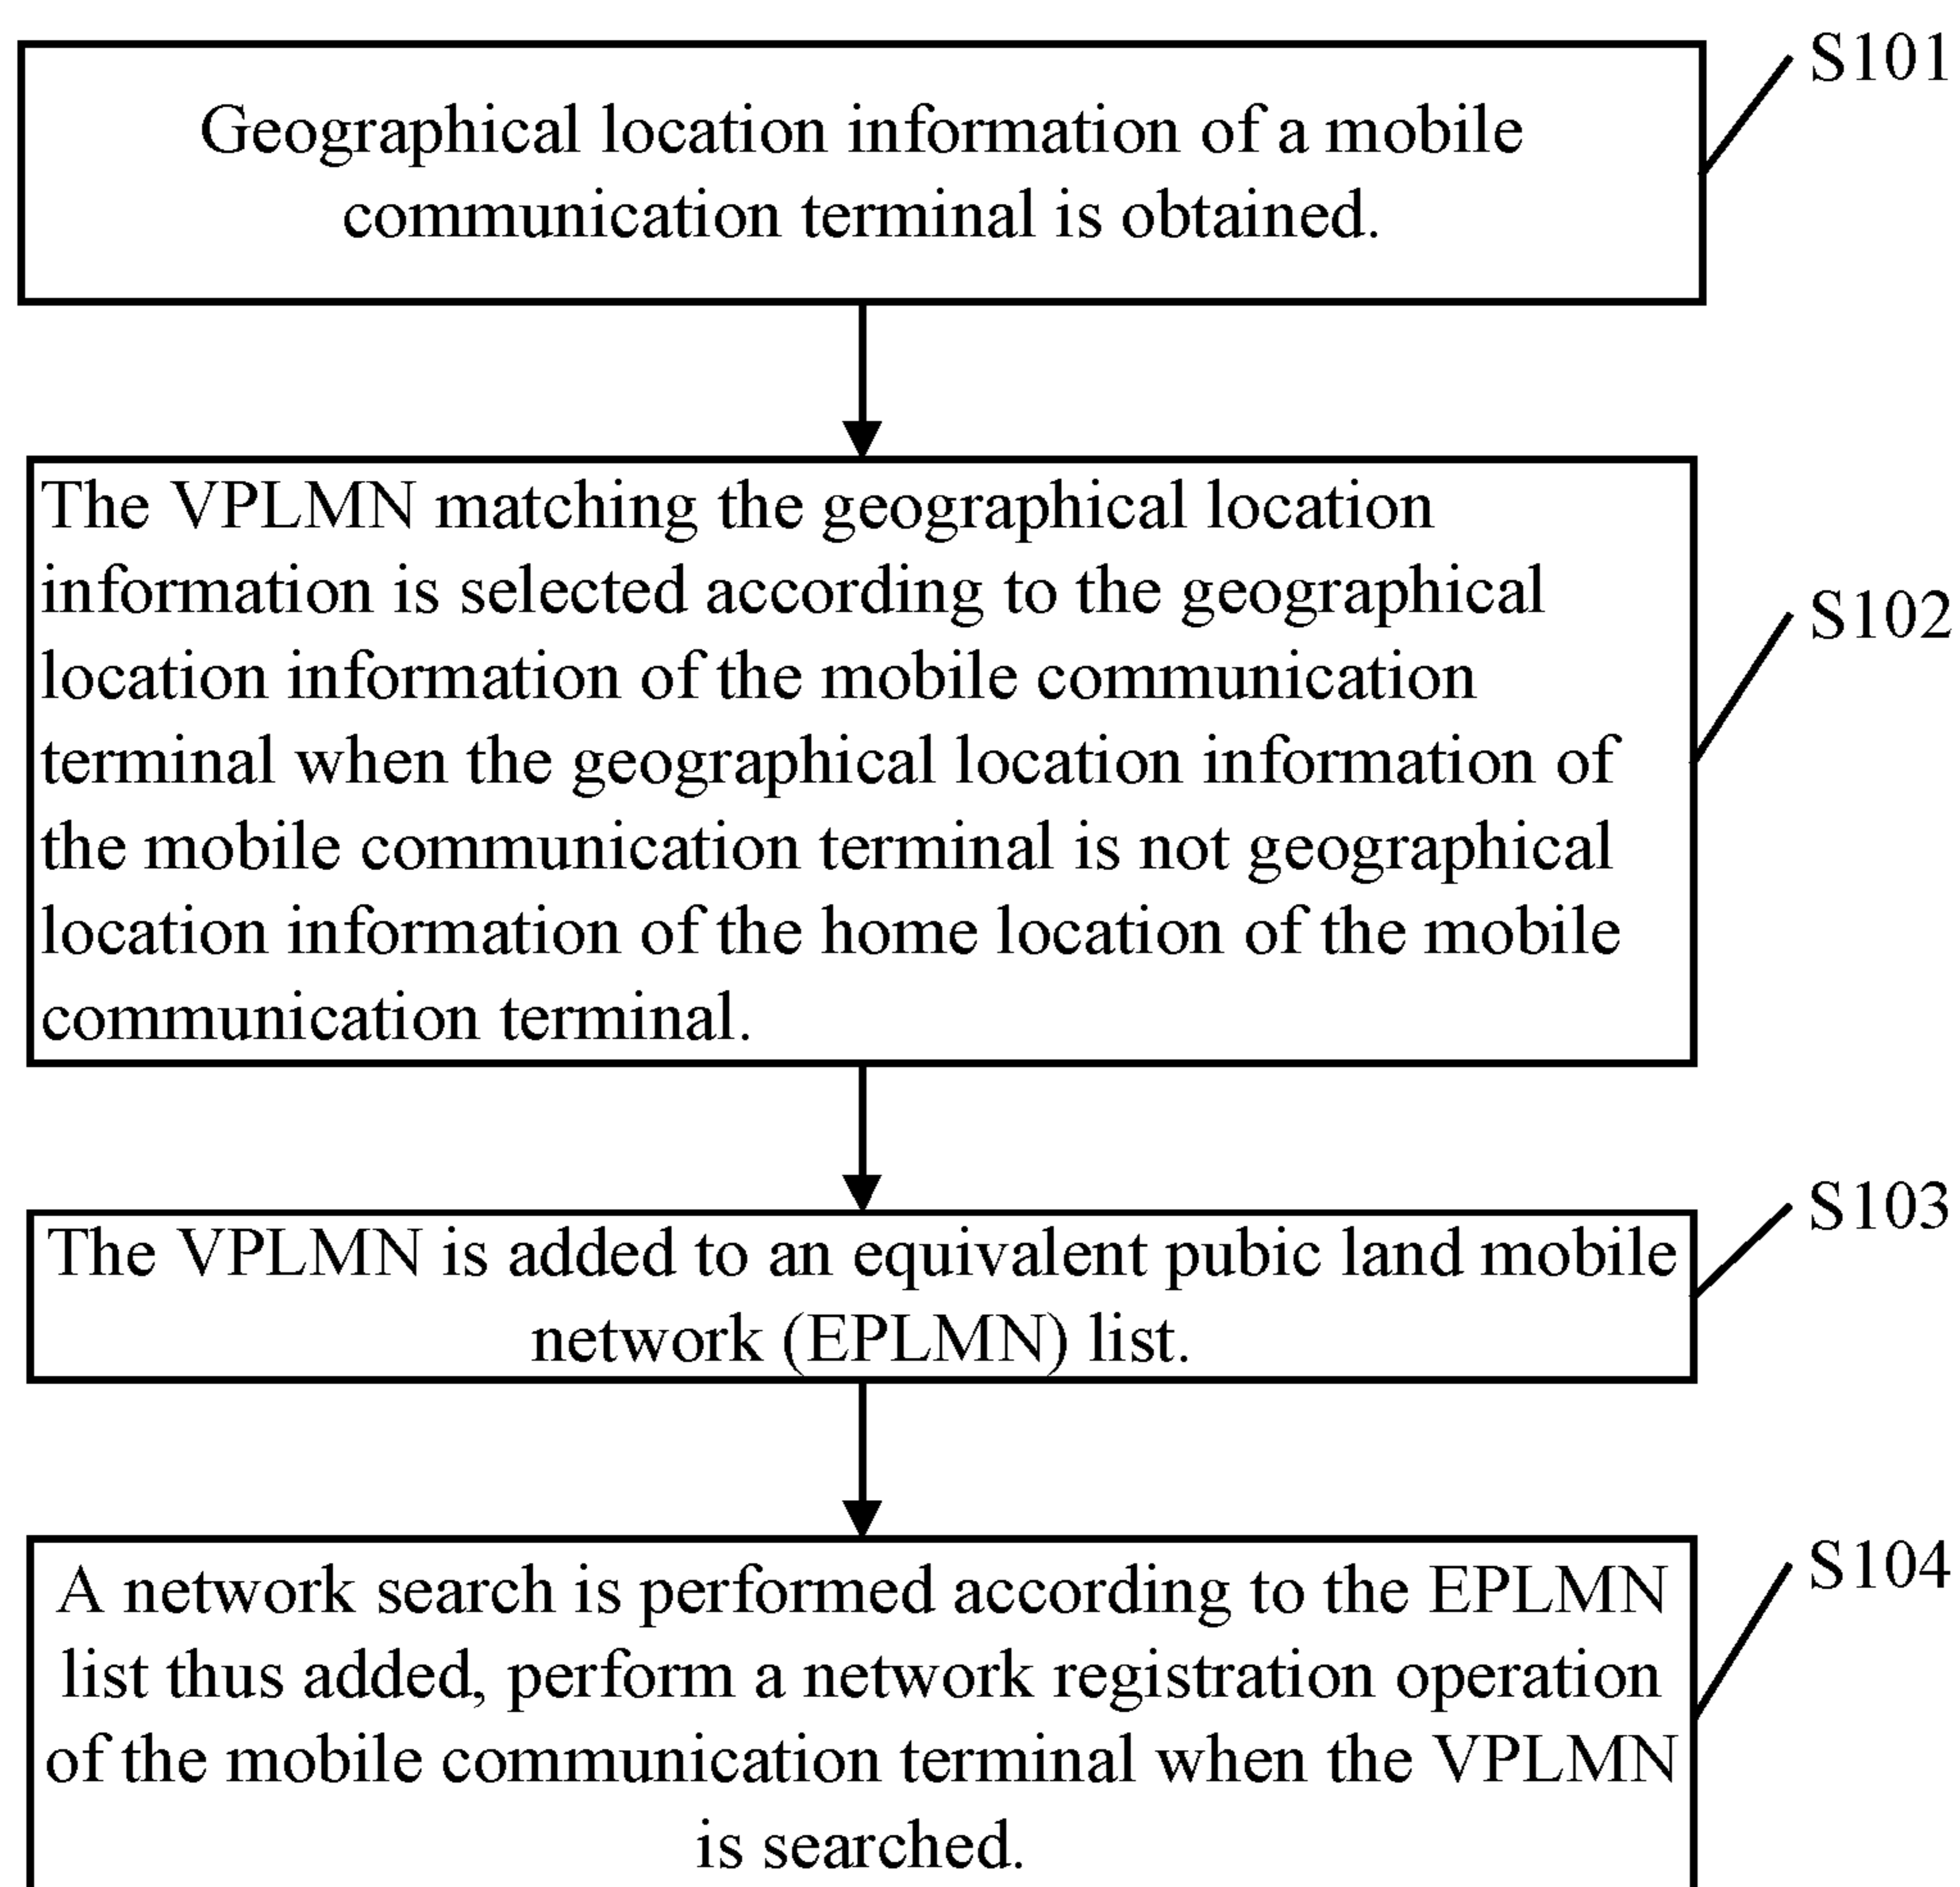 S101
Geographical location information of a mobile
communication terminal is obtained.
The VPLMN matching the geographical location
information is selected according to the geographical
location information of the mobile communication
terminal when the geographical location information of
the mobile communication terminal is not geographical
location information of the home location of the mobile
communication terminal.
S102
The VPLMN is added to an equivalent pubic land mobile
network (EPLMN) list.
S103
A network search is performed according to the EPLMN
list thus added, perform a network registration operation
of the mobile communication terminal when the VPLMN
is searched.
S104